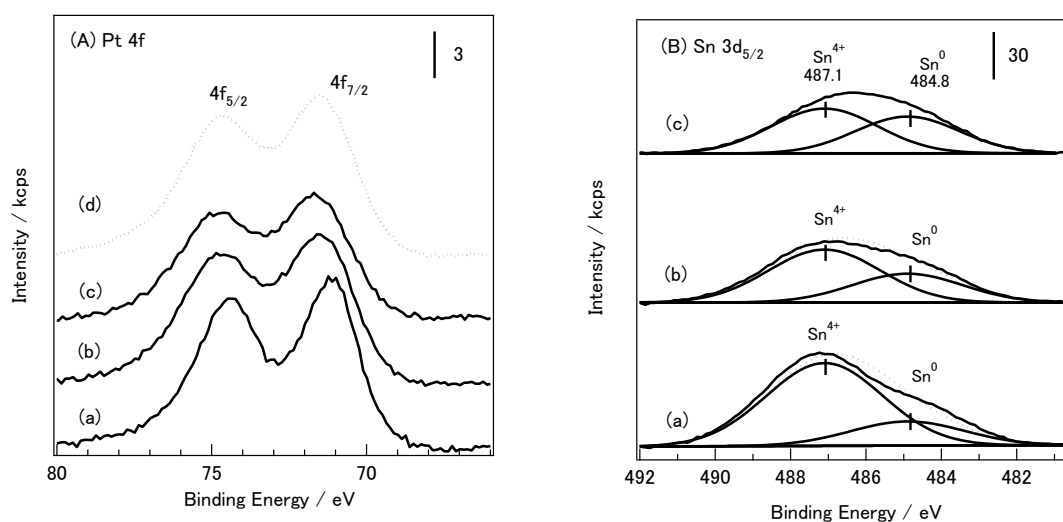 (A) Pt 4f
3
4f5/2
4f7/2
(d)
(c)
(b)
(a)
80 75 70
Binding Energy / eV
Intensity / kcps
(B) Sn 3d5/2
30
Sn4+ 487.1
Sn0 484.8
(c)
Sn4+
Sn0
(b)
Sn4+
Sn0
(a)
492 490 488 486 484 482
Binding Energy / eV
Intensity / kcps